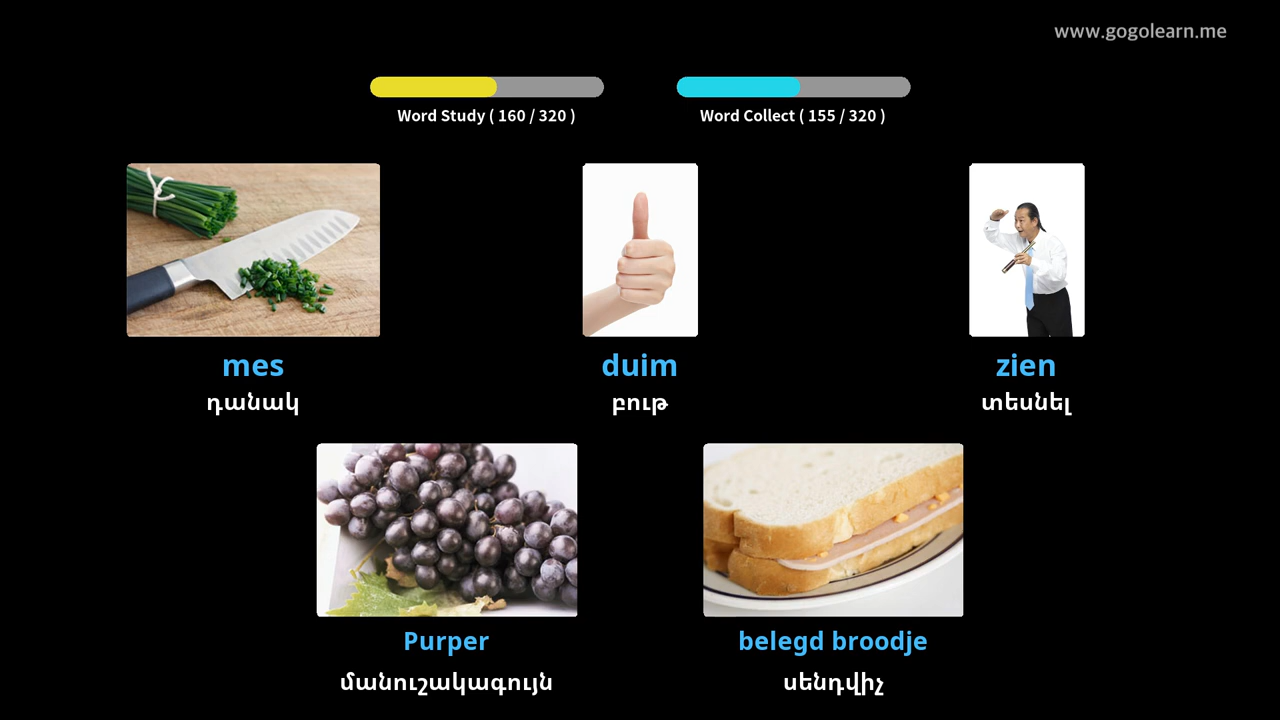 www.gogolearn.me
Word Study ( 160 / 320 )
Word Collect ( 155 / 320 )
mes
դանակ
duim
բութ
zien
տեսնել
Purper
մանուշակագույն
belegd broodje
սենդվիչ